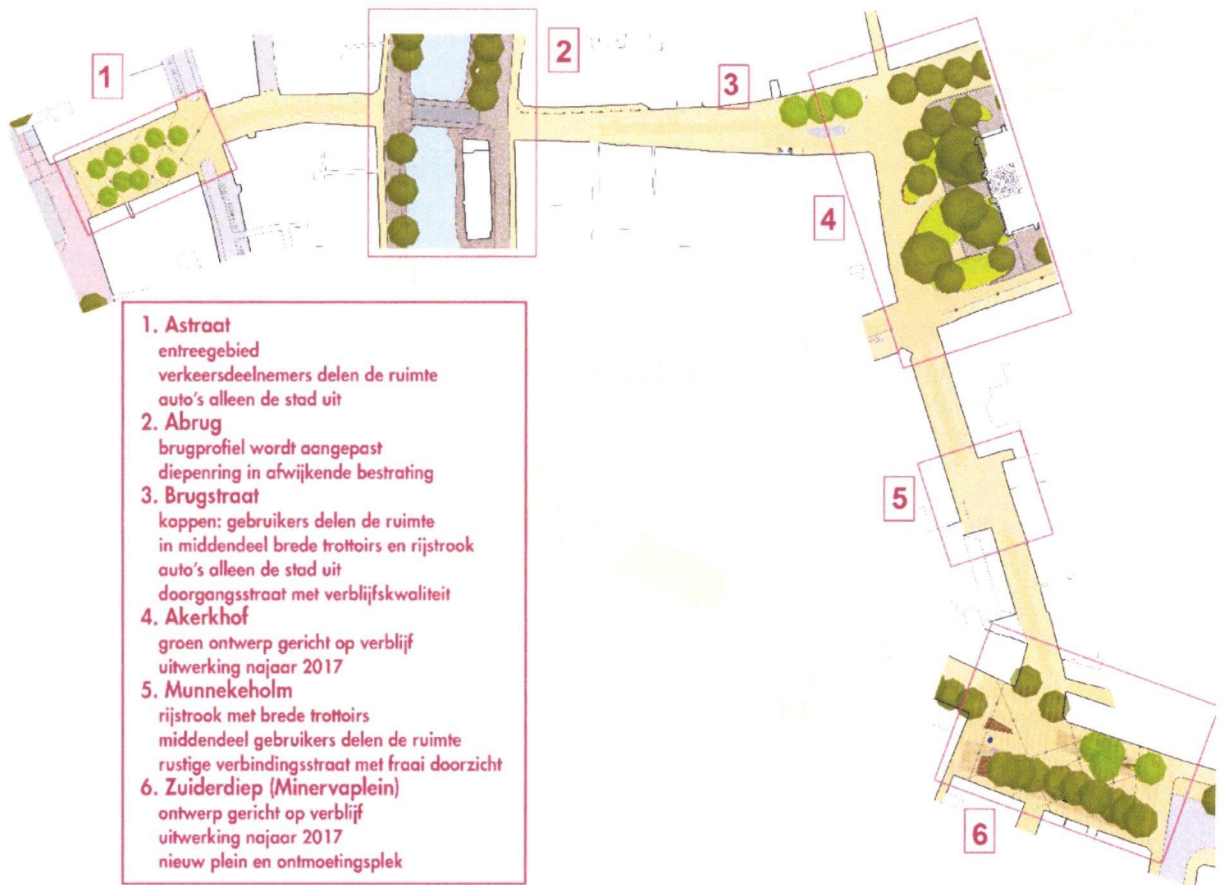 1
2
3
4
5
6
1. Astraat
entreegebied
verkeersdeelnemers delen de ruimte
auto's alleen de stad uit
2. Abrug
brugprofiel wordt aangepast
diepenring in afwijkende bestrating
3. Brugstraat
koppen: gebruikers delen de ruimte
in middendeel brede trottoirs en rijstrook
auto's alleen de stad uit
doorgangsstraat met verblijfskwaliteit
4. Akerkhof
groen ontwerp gericht op verblijf
uitwerking najaar 2017
5. Munnekeholm
rijstrook met brede trottoirs
middendeel gebruikers delen de ruimte
rustige verbindingsstraat met fraai doorzicht
6. Zuiderdiep (Minervaplein)
ontwerp gericht op verblijf
uitwerking najaar 2017
nieuw plein en ontmoetingsplek